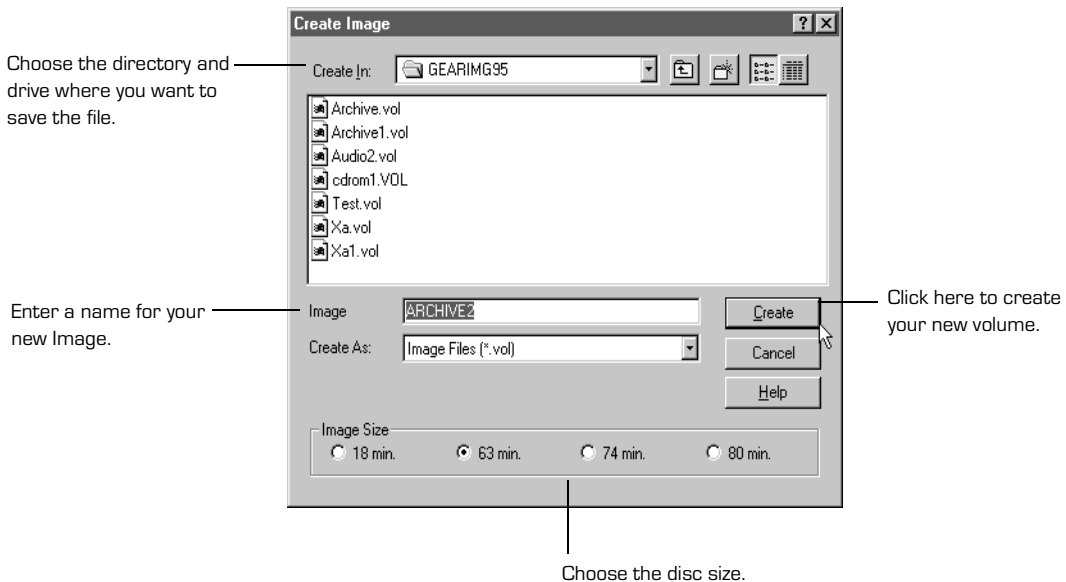 Create Image
Choose the directory and
drive where you want to
save the file.
Create In: GEARIMG95
Archive.vol
Archive1.vol
Audio2.vol
cdrom1.VOL
Test.vol
Xa.vol
Xa1.vol
Enter a name for your
new Image.
Image ARCHIVE2 Create
Click here to create
your new volume.
Create As: Image Files (*.vol) Cancel
Help
Image Size
18 min. 63 min. 74 min. 80 min.
Choose the disc size.